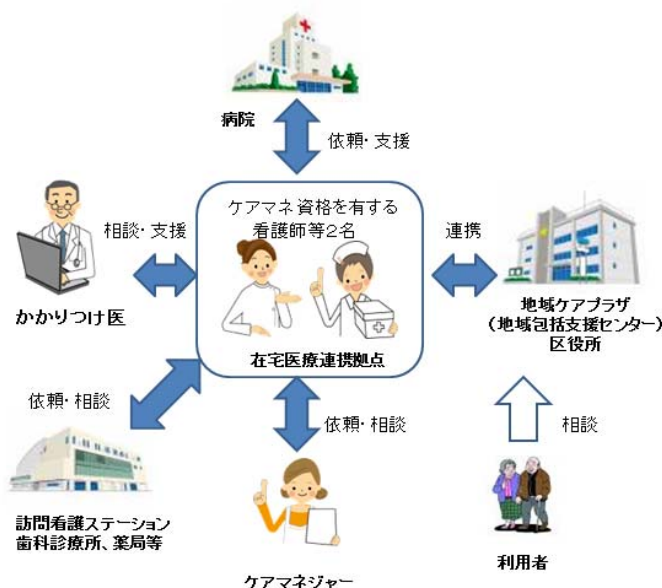 病院
依頼・支援
ケアマネ資格を有する
看護師等2名
相談・支援
連携
かかりつけ医
在宅医療連携拠点
地域ケアプラザ
（地域包括支援センター）
区役所
依頼・相談
依頼・相談
相談
訪問看護ステーション
歯科診療所、薬局等
ケアマネジャー
利用者